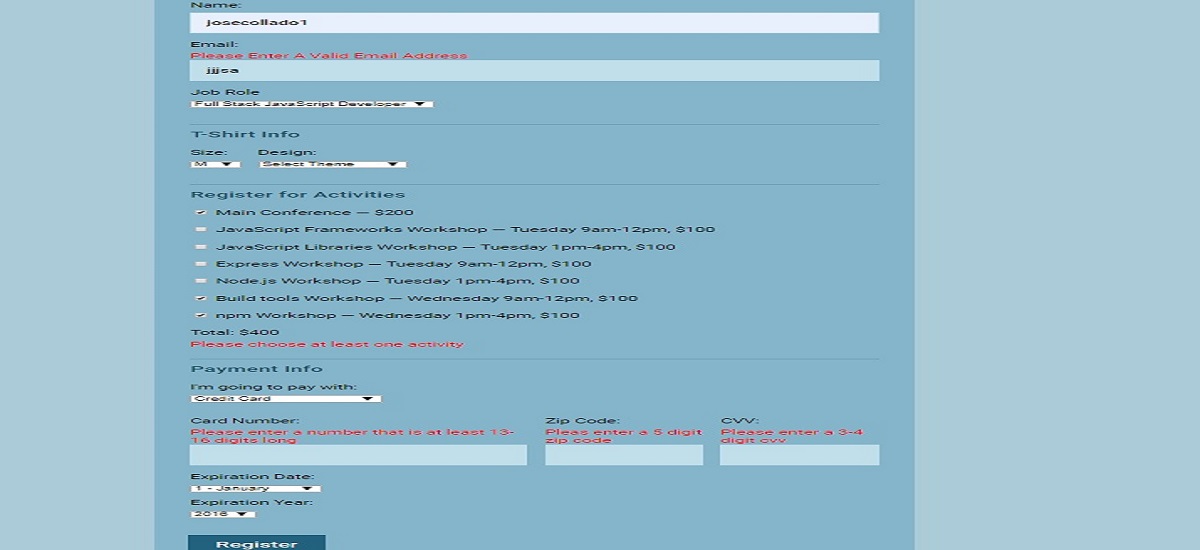 Name:
josecollado1
Email:
Please Enter A Valid Email Address
jjjsa
Job Role
Full Stack JavaScript Developer
T-Shirt Info
Size: Design:
M Select Theme
Register for Activities
Main Conference — $200
JavaScript Frameworks Workshop — Tuesday 9am-12pm, $100
JavaScript Libraries Workshop — Tuesday 1pm-4pm, $100
Express Workshop — Tuesday 9am-12pm, $100
Node.js Workshop — Tuesday 1pm-4pm, $100
Build tools Workshop — Wednesday 9am-12pm, $100
npm Workshop — Wednesday 1pm-4pm, $100
Total: $400
Please choose at least one activity
Payment Info
I'm going to pay with:
Credit Card
Card Number: Zip Code: CVV:
Please enter a number that is at least 13- Pleas enter a 5 digit Please enter a 3-4
16 digits long zip code digit cvv
Expiration Date:
1 - January
Expiration Year:
2016
Register